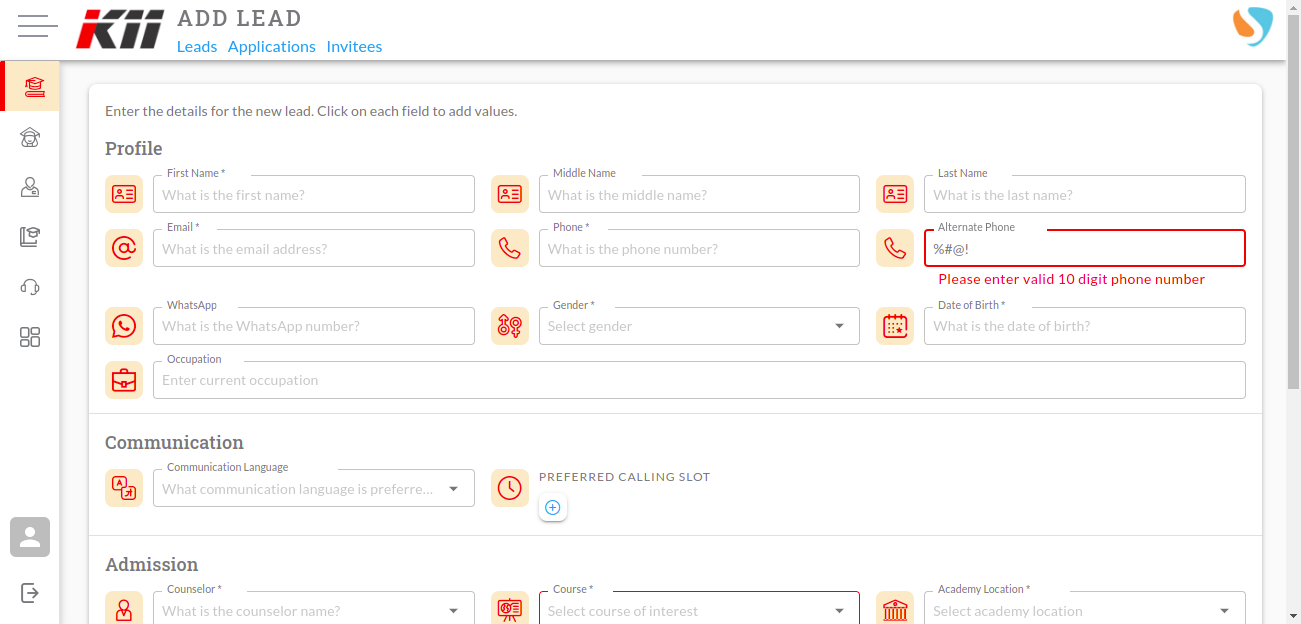 KII ADD LEAD
Leads Applications Invitees
Enter the details for the new lead. Click on each field to add values.
Profile
First Name * Middle Name Last Name
What is the first name? What is the middle name? What is the last name?
Email * Phone * Alternate Phone
What is the email address? What is the phone number? %#@!
Please enter valid 10 digit phone number
WhatsApp Gender * Date of Birth *
What is the WhatsApp number? Select gender What is the date of birth?
Occupation
Enter current occupation
Communication
Communication Language PREFERRED CALLING SLOT
What communication language is preferre...
Admission
Counselor * Course * Academy Location *
What is the counselor name? Select course of interest Select academy location